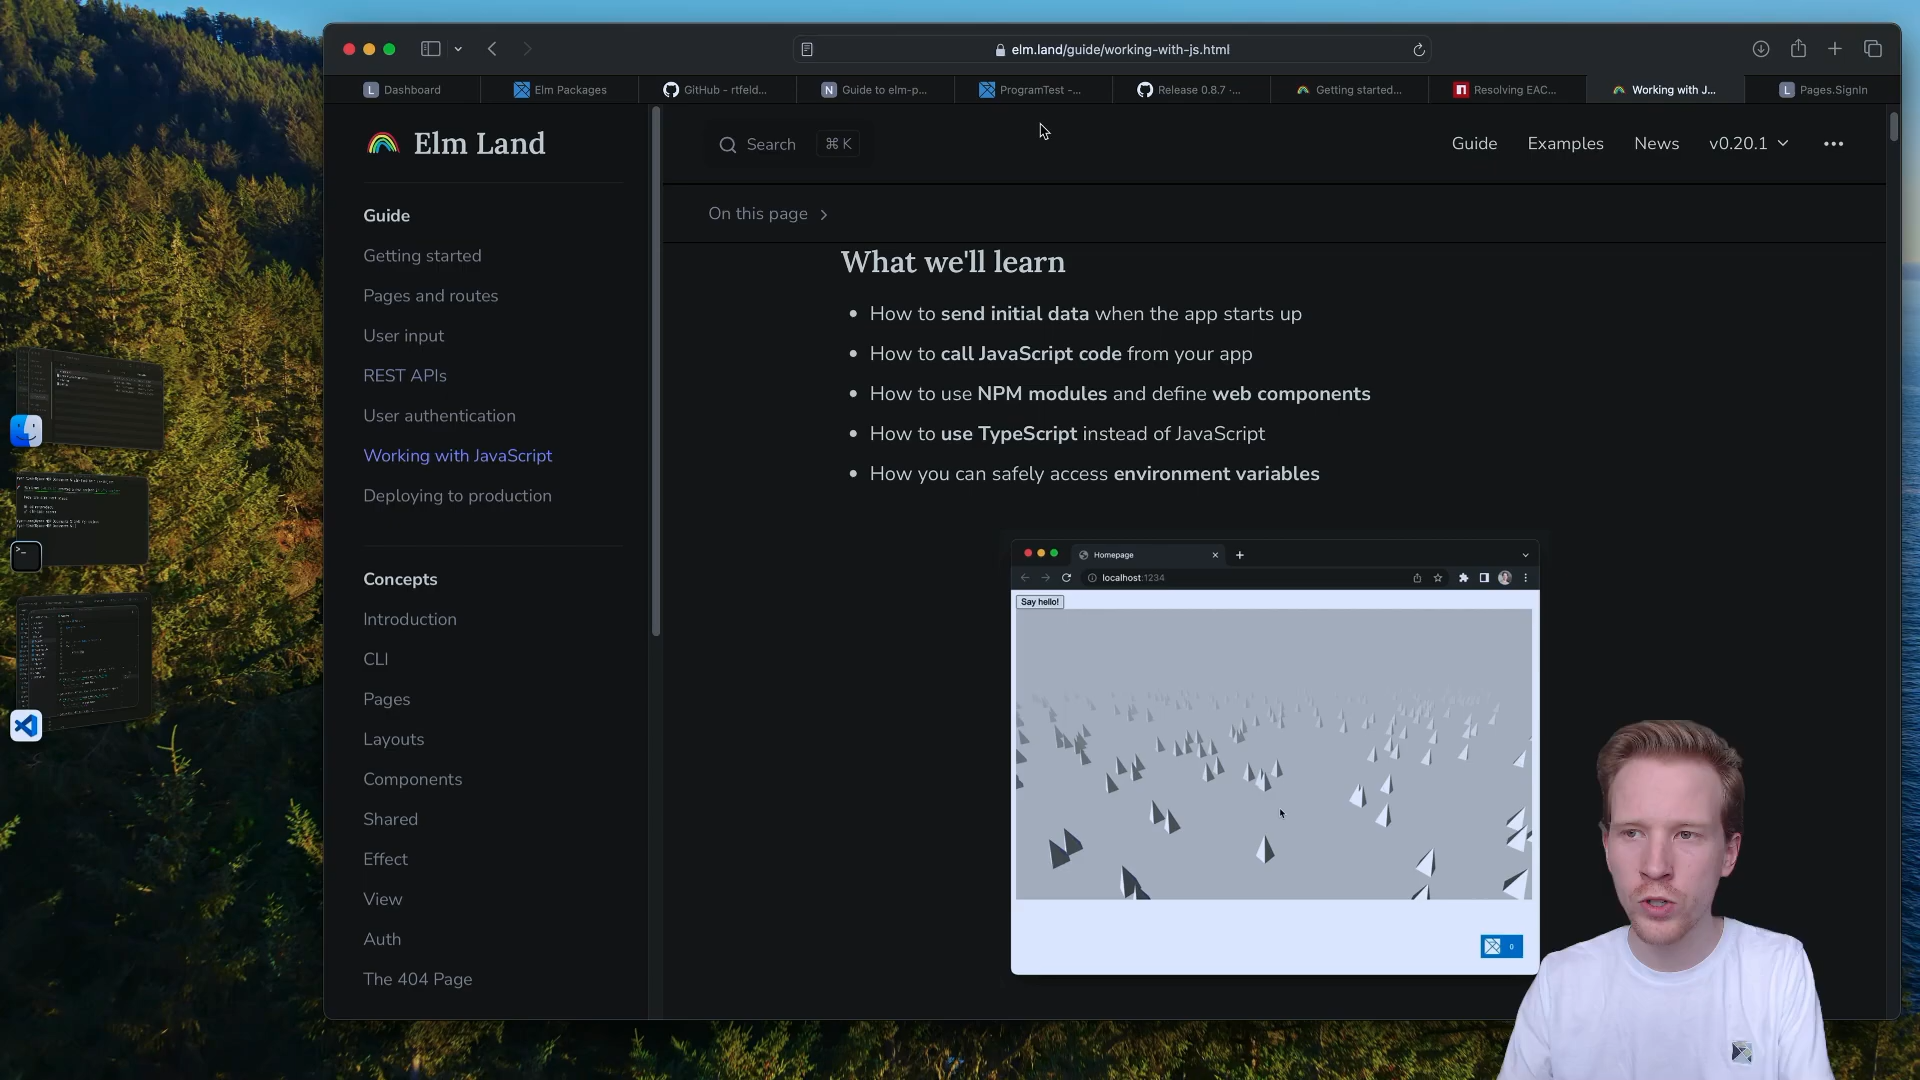 elm.land/guide/working-with-js.html
L Dashboard
Elm Packages
GitHub - rtfeld...
N Guide to elm-p...
ProgramTest -...
Release 0.8.7 -...
Getting started...
Resolving EAC...
Working with J...
L Pages.SignIn
Elm Land
Search ⌘ K
Guide Examples News v0.20.1
On this page
Guide
Getting started
Pages and routes
User input
REST APIs
User authentication
Working with JavaScript
Deploying to production
Concepts
Introduction
CLI
Pages
Layouts
Components
Shared
Effect
View
Auth
The 404 Page
What we'll learn
• How to send initial data when the app starts up
• How to call JavaScript code from your app
• How to use NPM modules and define web components
• How to use TypeScript instead of JavaScript
• How you can safely access environment variables
Homepage
localhost:1234
Say hello!
0